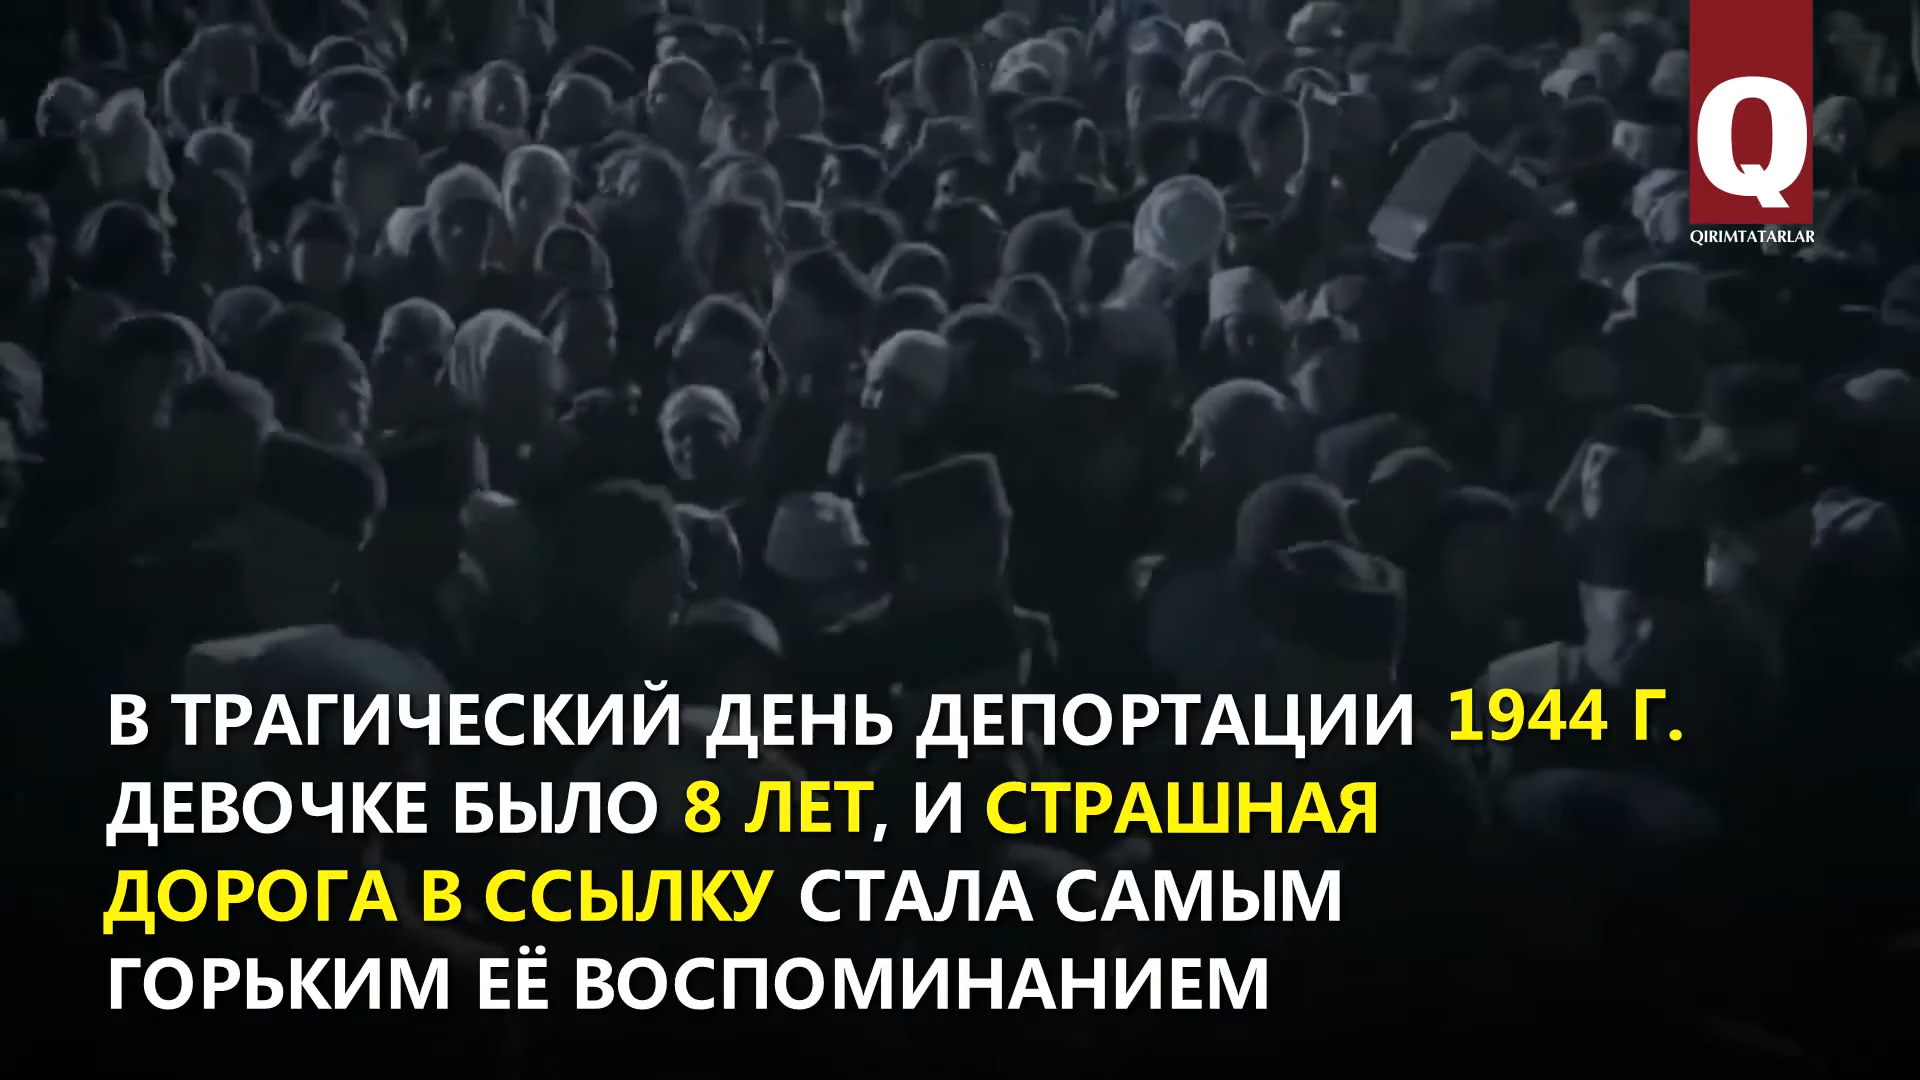 Q
QIRIMTATARLAR
В ТРАГИЧЕСКИЙ ДЕНЬ ДЕПОРТАЦИИ 1944 Г.
ДЕВОЧКЕ БЫЛО 8 ЛЕТ, И СТРАШНАЯ
ДОРОГА В ССЫЛКУ СТАЛА САМЫМ
ГОРЬКИМ ЕЁ ВОСПОМИНАНИЕМ